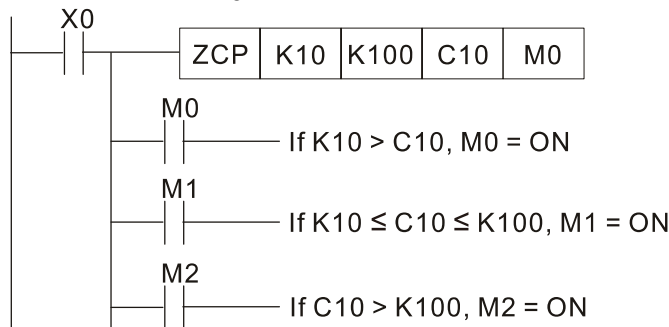 X0
ZCP K10 K100 C10 M0
M0
If K10 > C10, M0 = ON
M1
If K10 ≤ C10 ≤ K100, M1 = ON
M2
If C10 > K100, M2 = ON